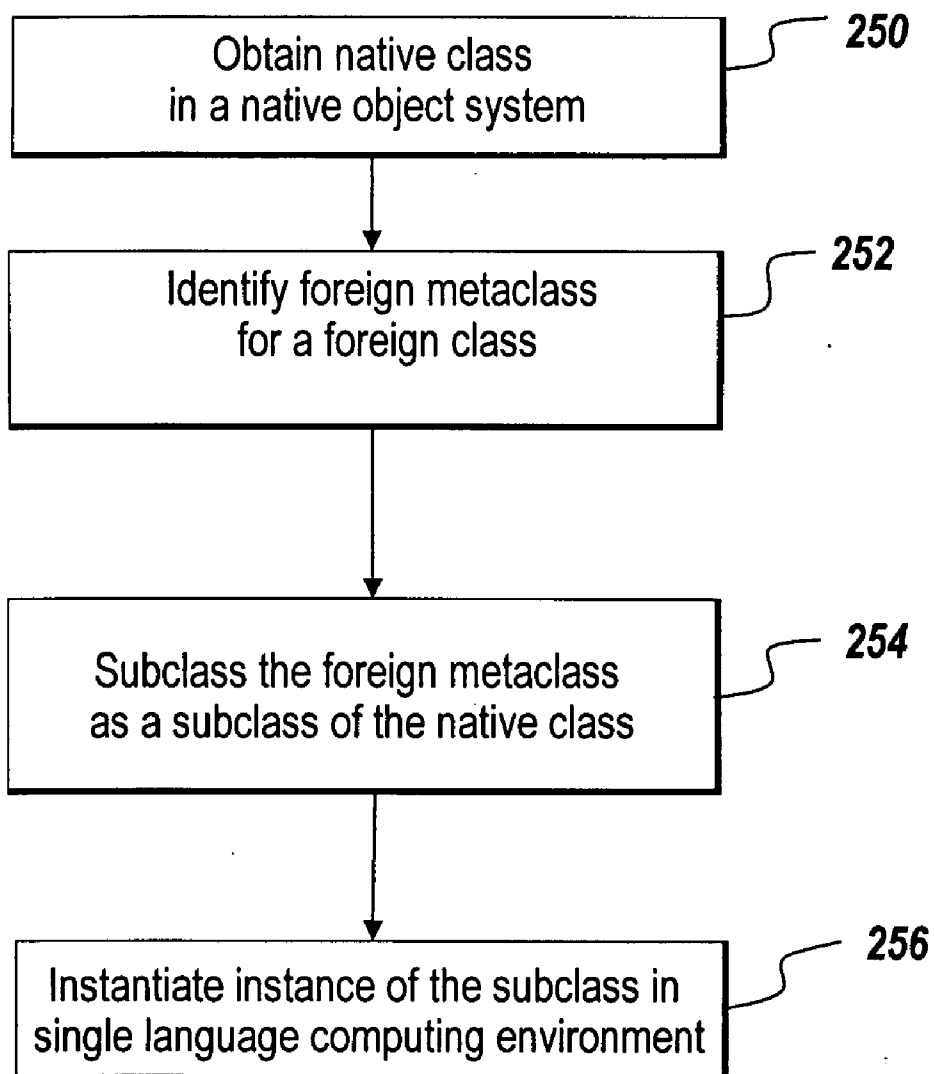 Obtain native class
in a native object system
250
Identify foreign metaclass
for a foreign class
252
Subclass the foreign metaclass
as a subclass of the native class
254
Instantiate instance of the subclass in
single language computing environment
256